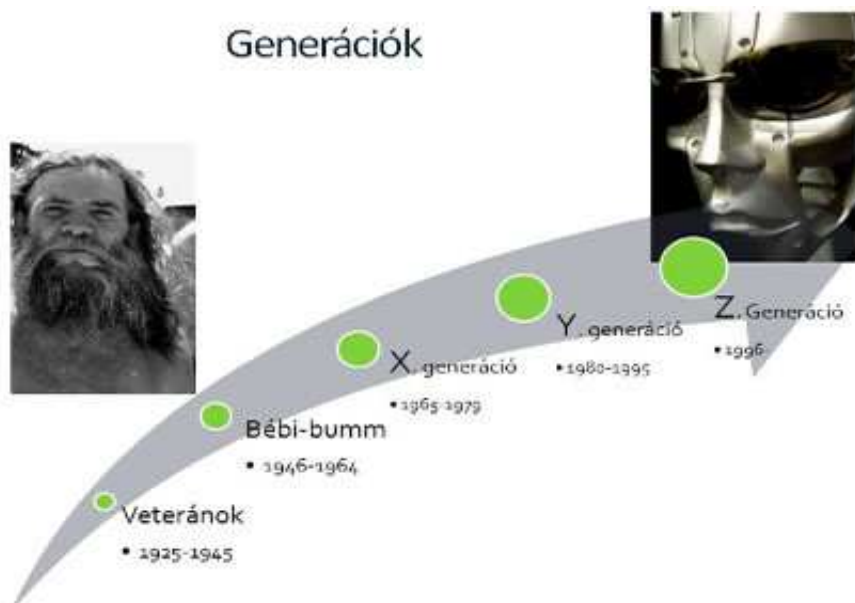 Generációk
Veteránok
• 1925-1945
Bébi-bumm
• 1946-1964
X. generáció
• 1965-1979
Y. generáció
• 1980-1995
Z. Generáció
• 1996